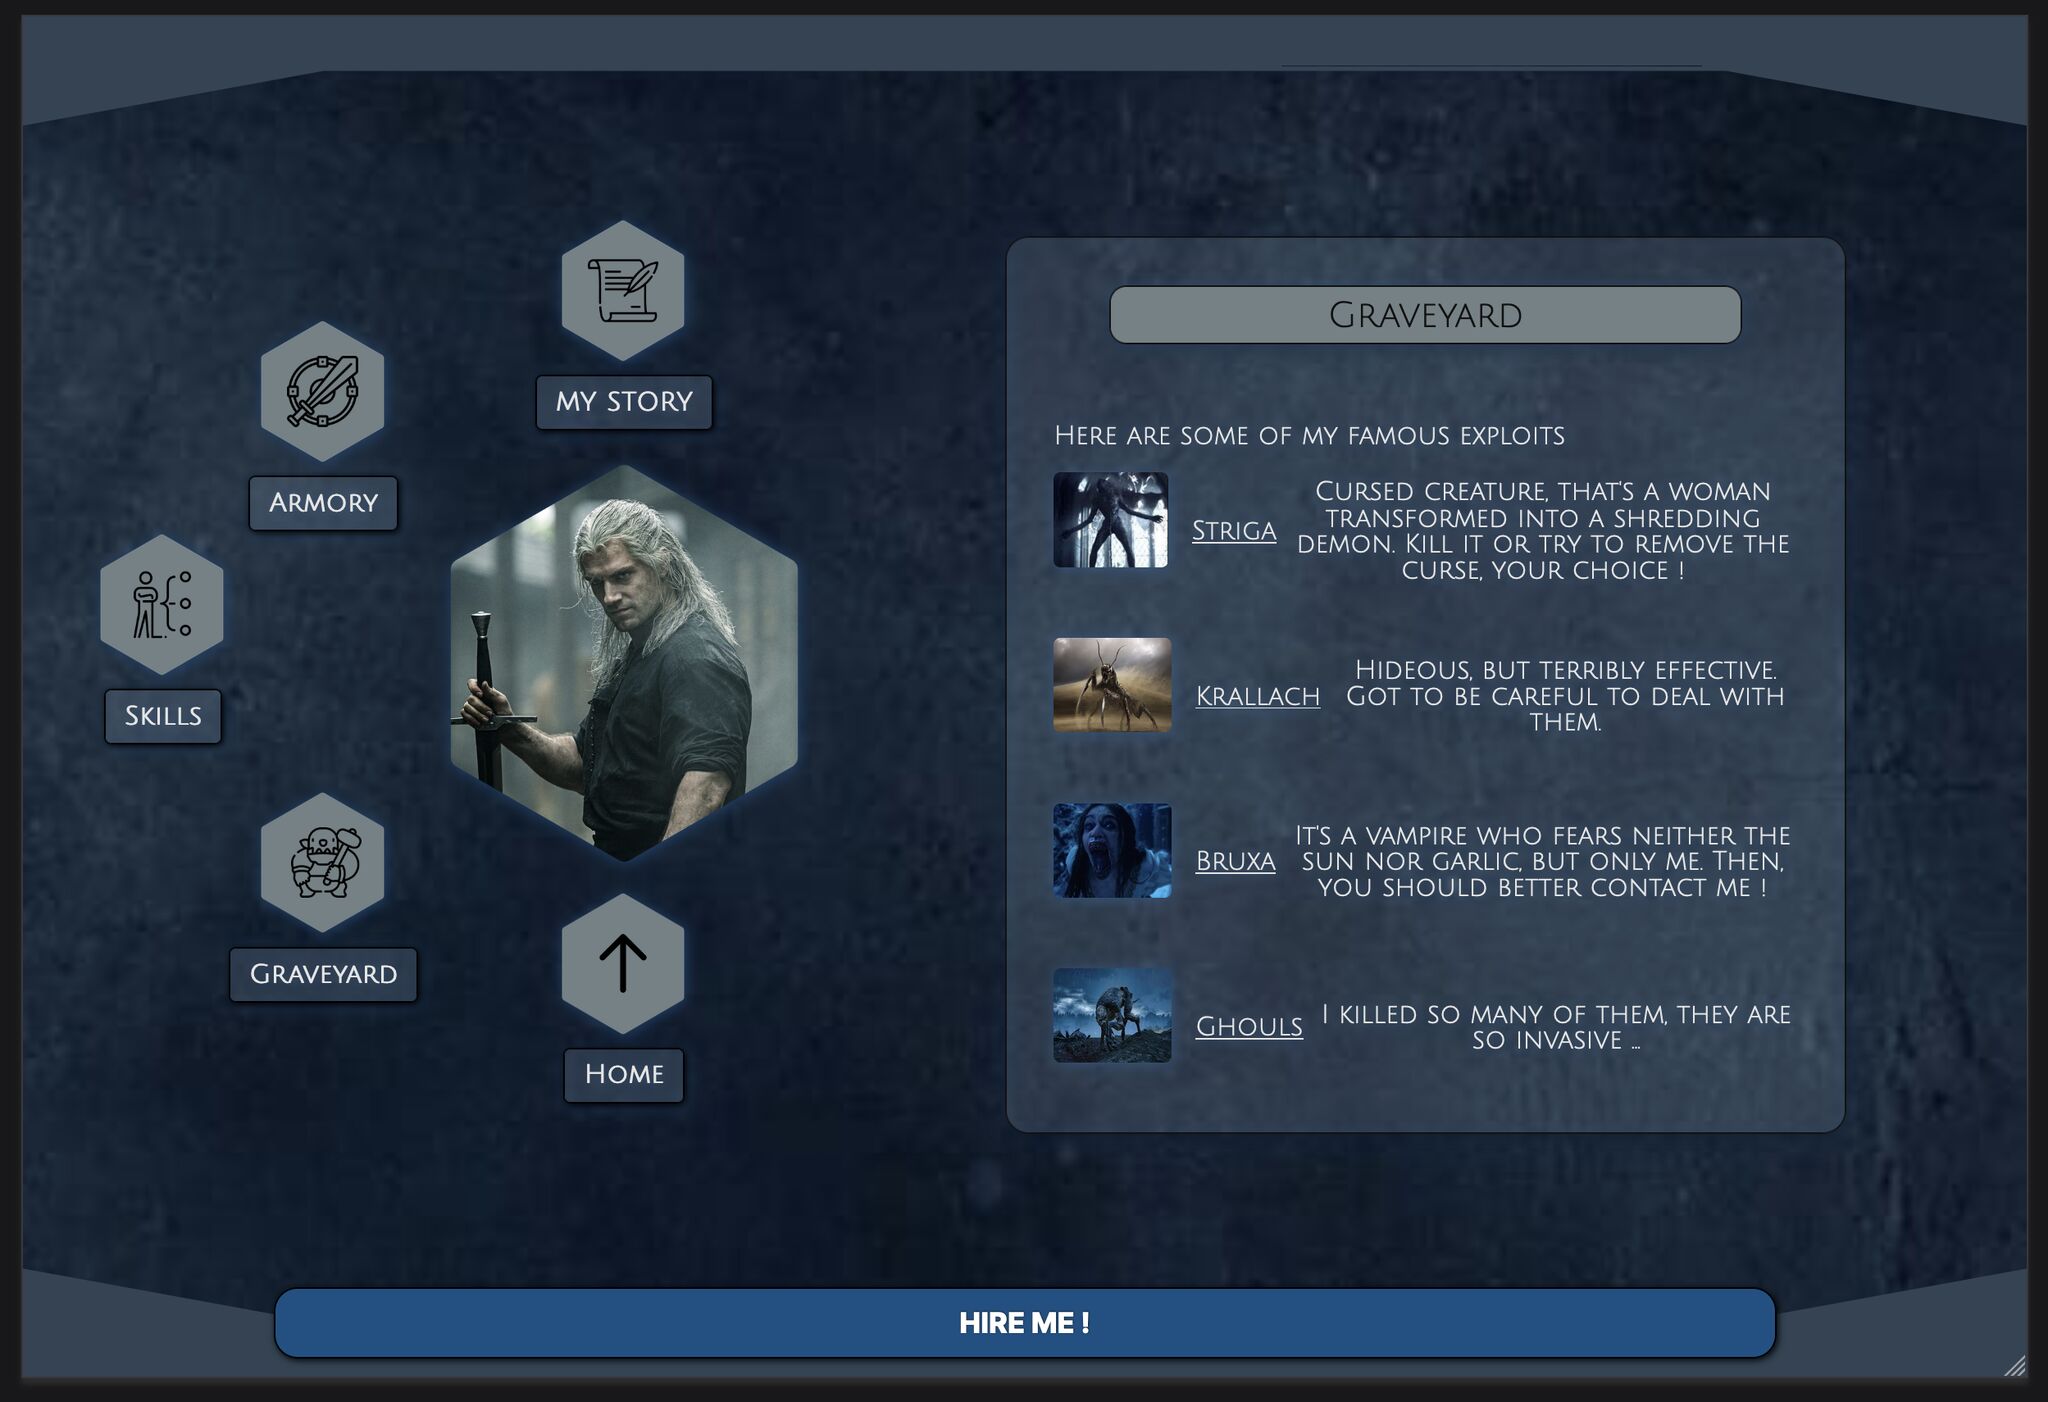 My story
Armory
Skills
Graveyard
Home
Graveyard
Here are some of my famous exploits
Striga
Cursed creature, that's a woman
transformed into a shredding
demon. Kill it or try to remove the
curse, your choice !
Krallach
Hideous, but terribly effective.
Got to be careful to deal with
them.
Bruxa
It's a vampire who fears neither the
sun nor garlic, but only me. Then,
you should better contact me !
Ghouls
I killed so many of them, they are
so invasive ...
HIRE ME !